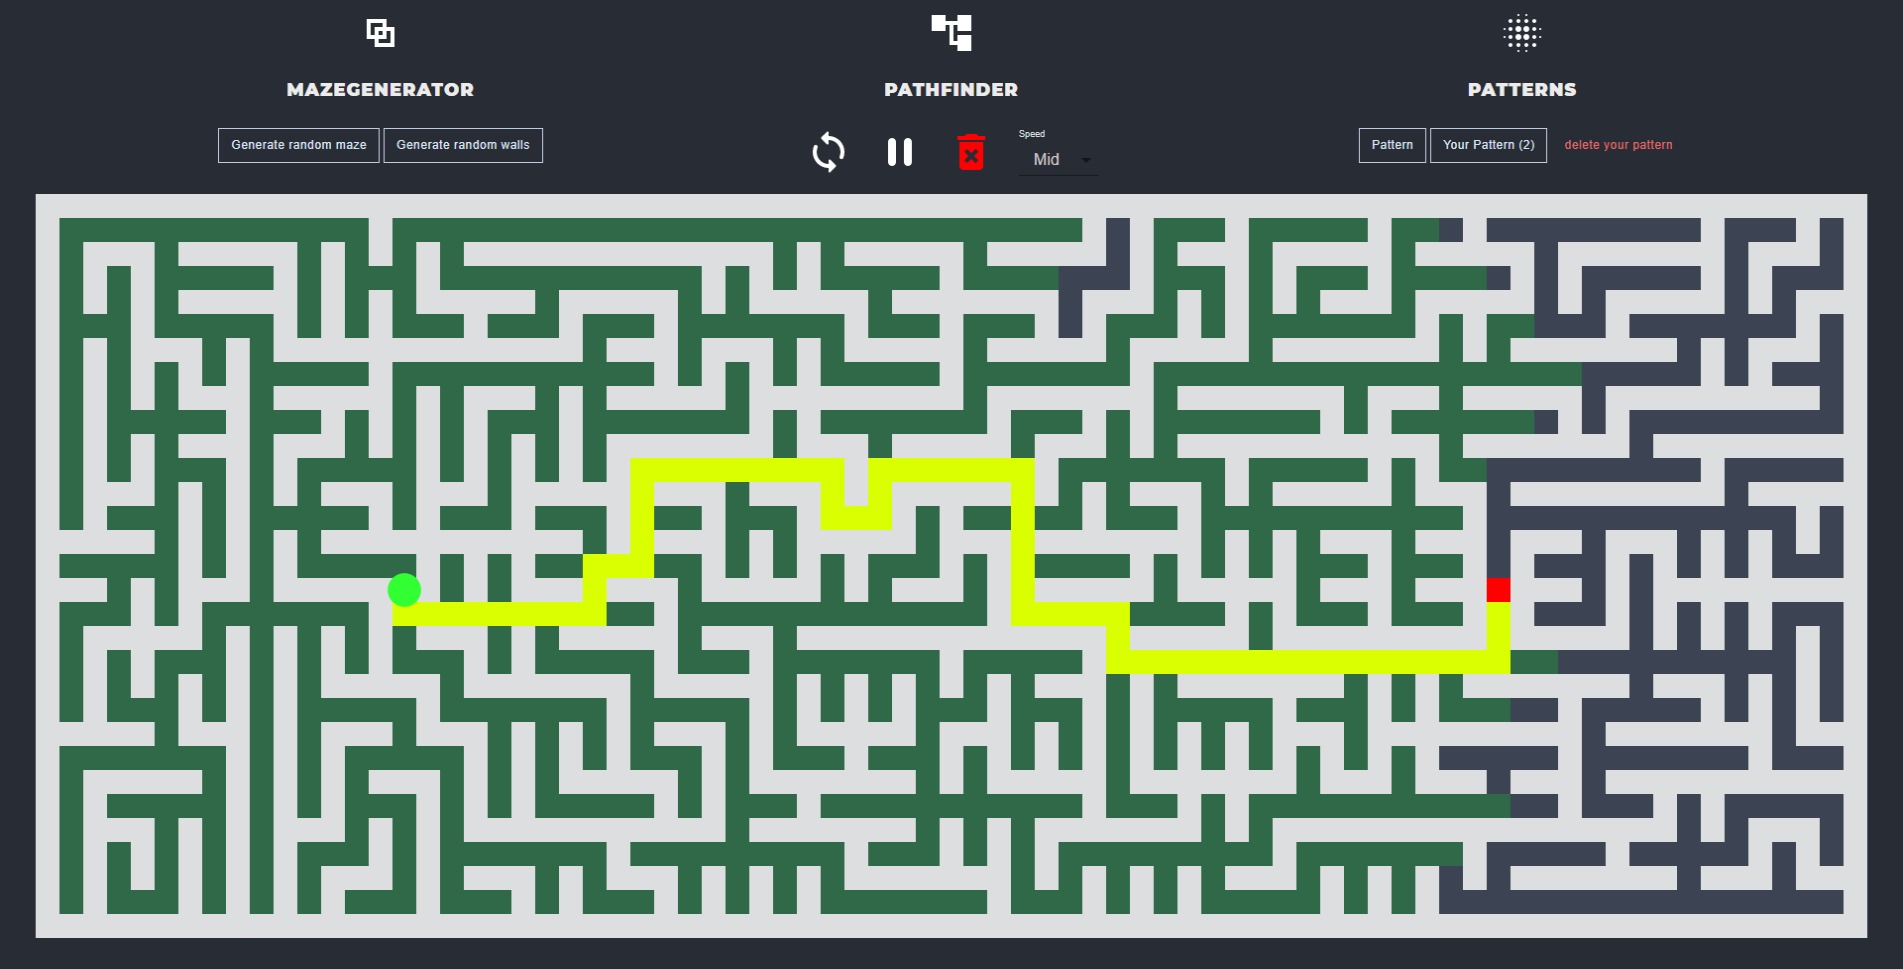 MAZEGENERATOR
Generate random maze
Generate random walls
PATHFINDER
Speed
Mid
PATTERNS
Pattern
Your Pattern (2)
delete your pattern